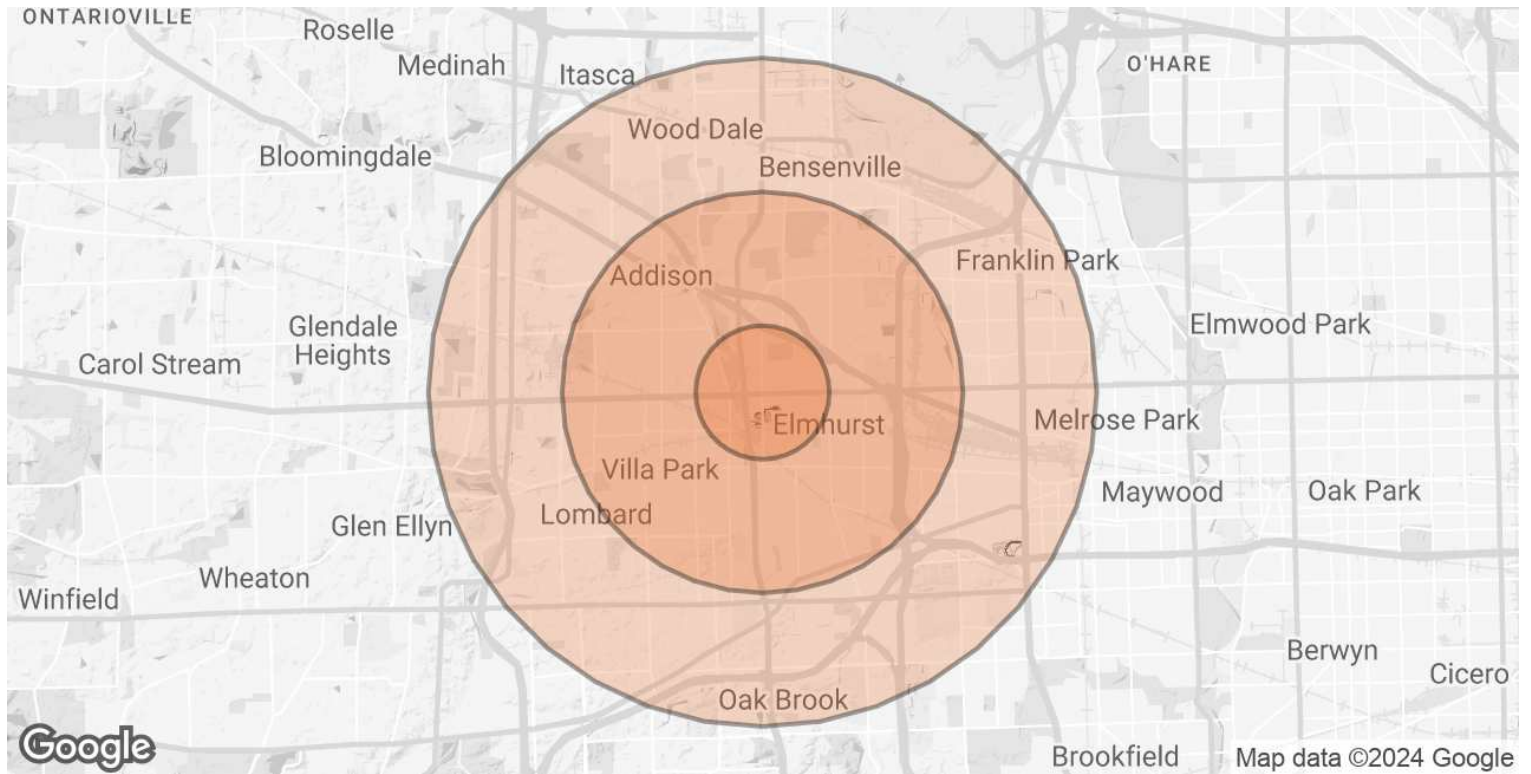 ONTARIOVILLE
Roselle
Medinah
Itasca
O'HARE
Wood Dale
Bloomingdale
Bensenville
Franklin Park
Addison
Glendale
Heights
Elmwood Park
Carol Stream
Elmhurst
Melrose Park
Villa Park
Maywood
Oak Park
Lombard
Glen Ellyn
Wheaton
Winfield
Berwyn
Cicero
Oak Brook
Google
Brookfield
Map data ©2024 Google